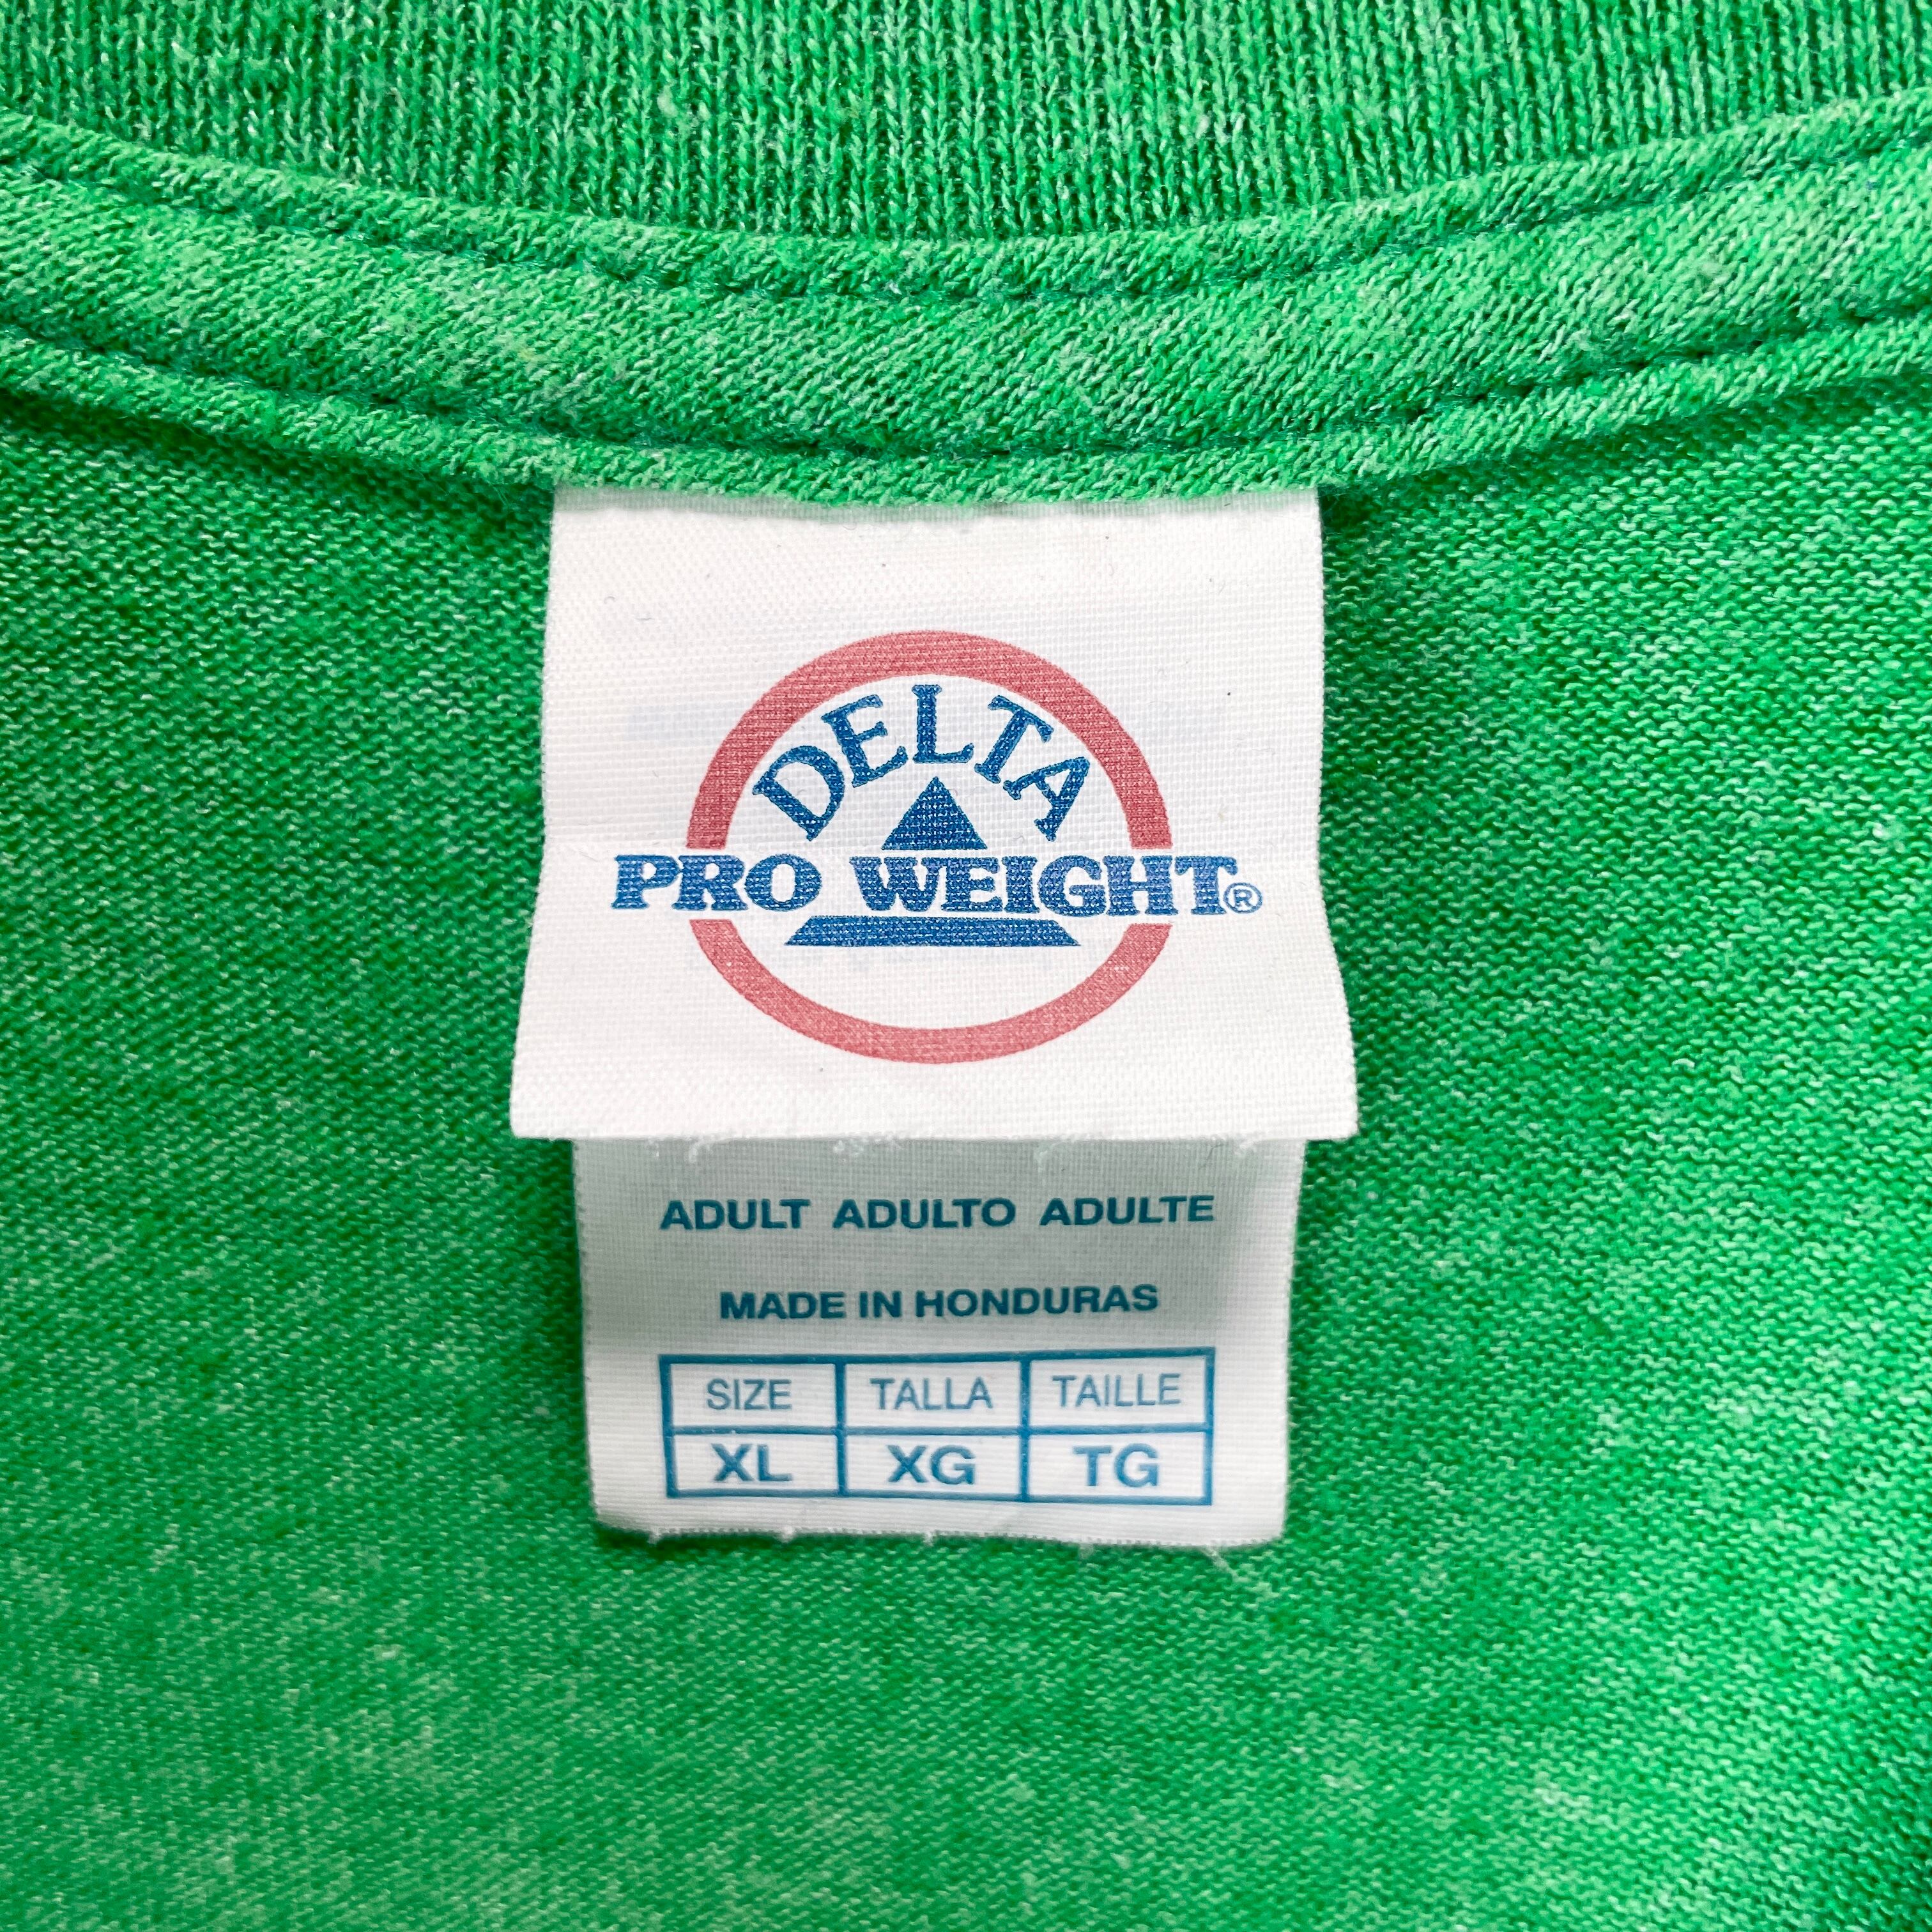 DELTA
PRO WEIGHT®
ADULT ADULTO ADULTE
MADE IN HONDURAS
SIZE TALLA TAILLE
XL XG TG